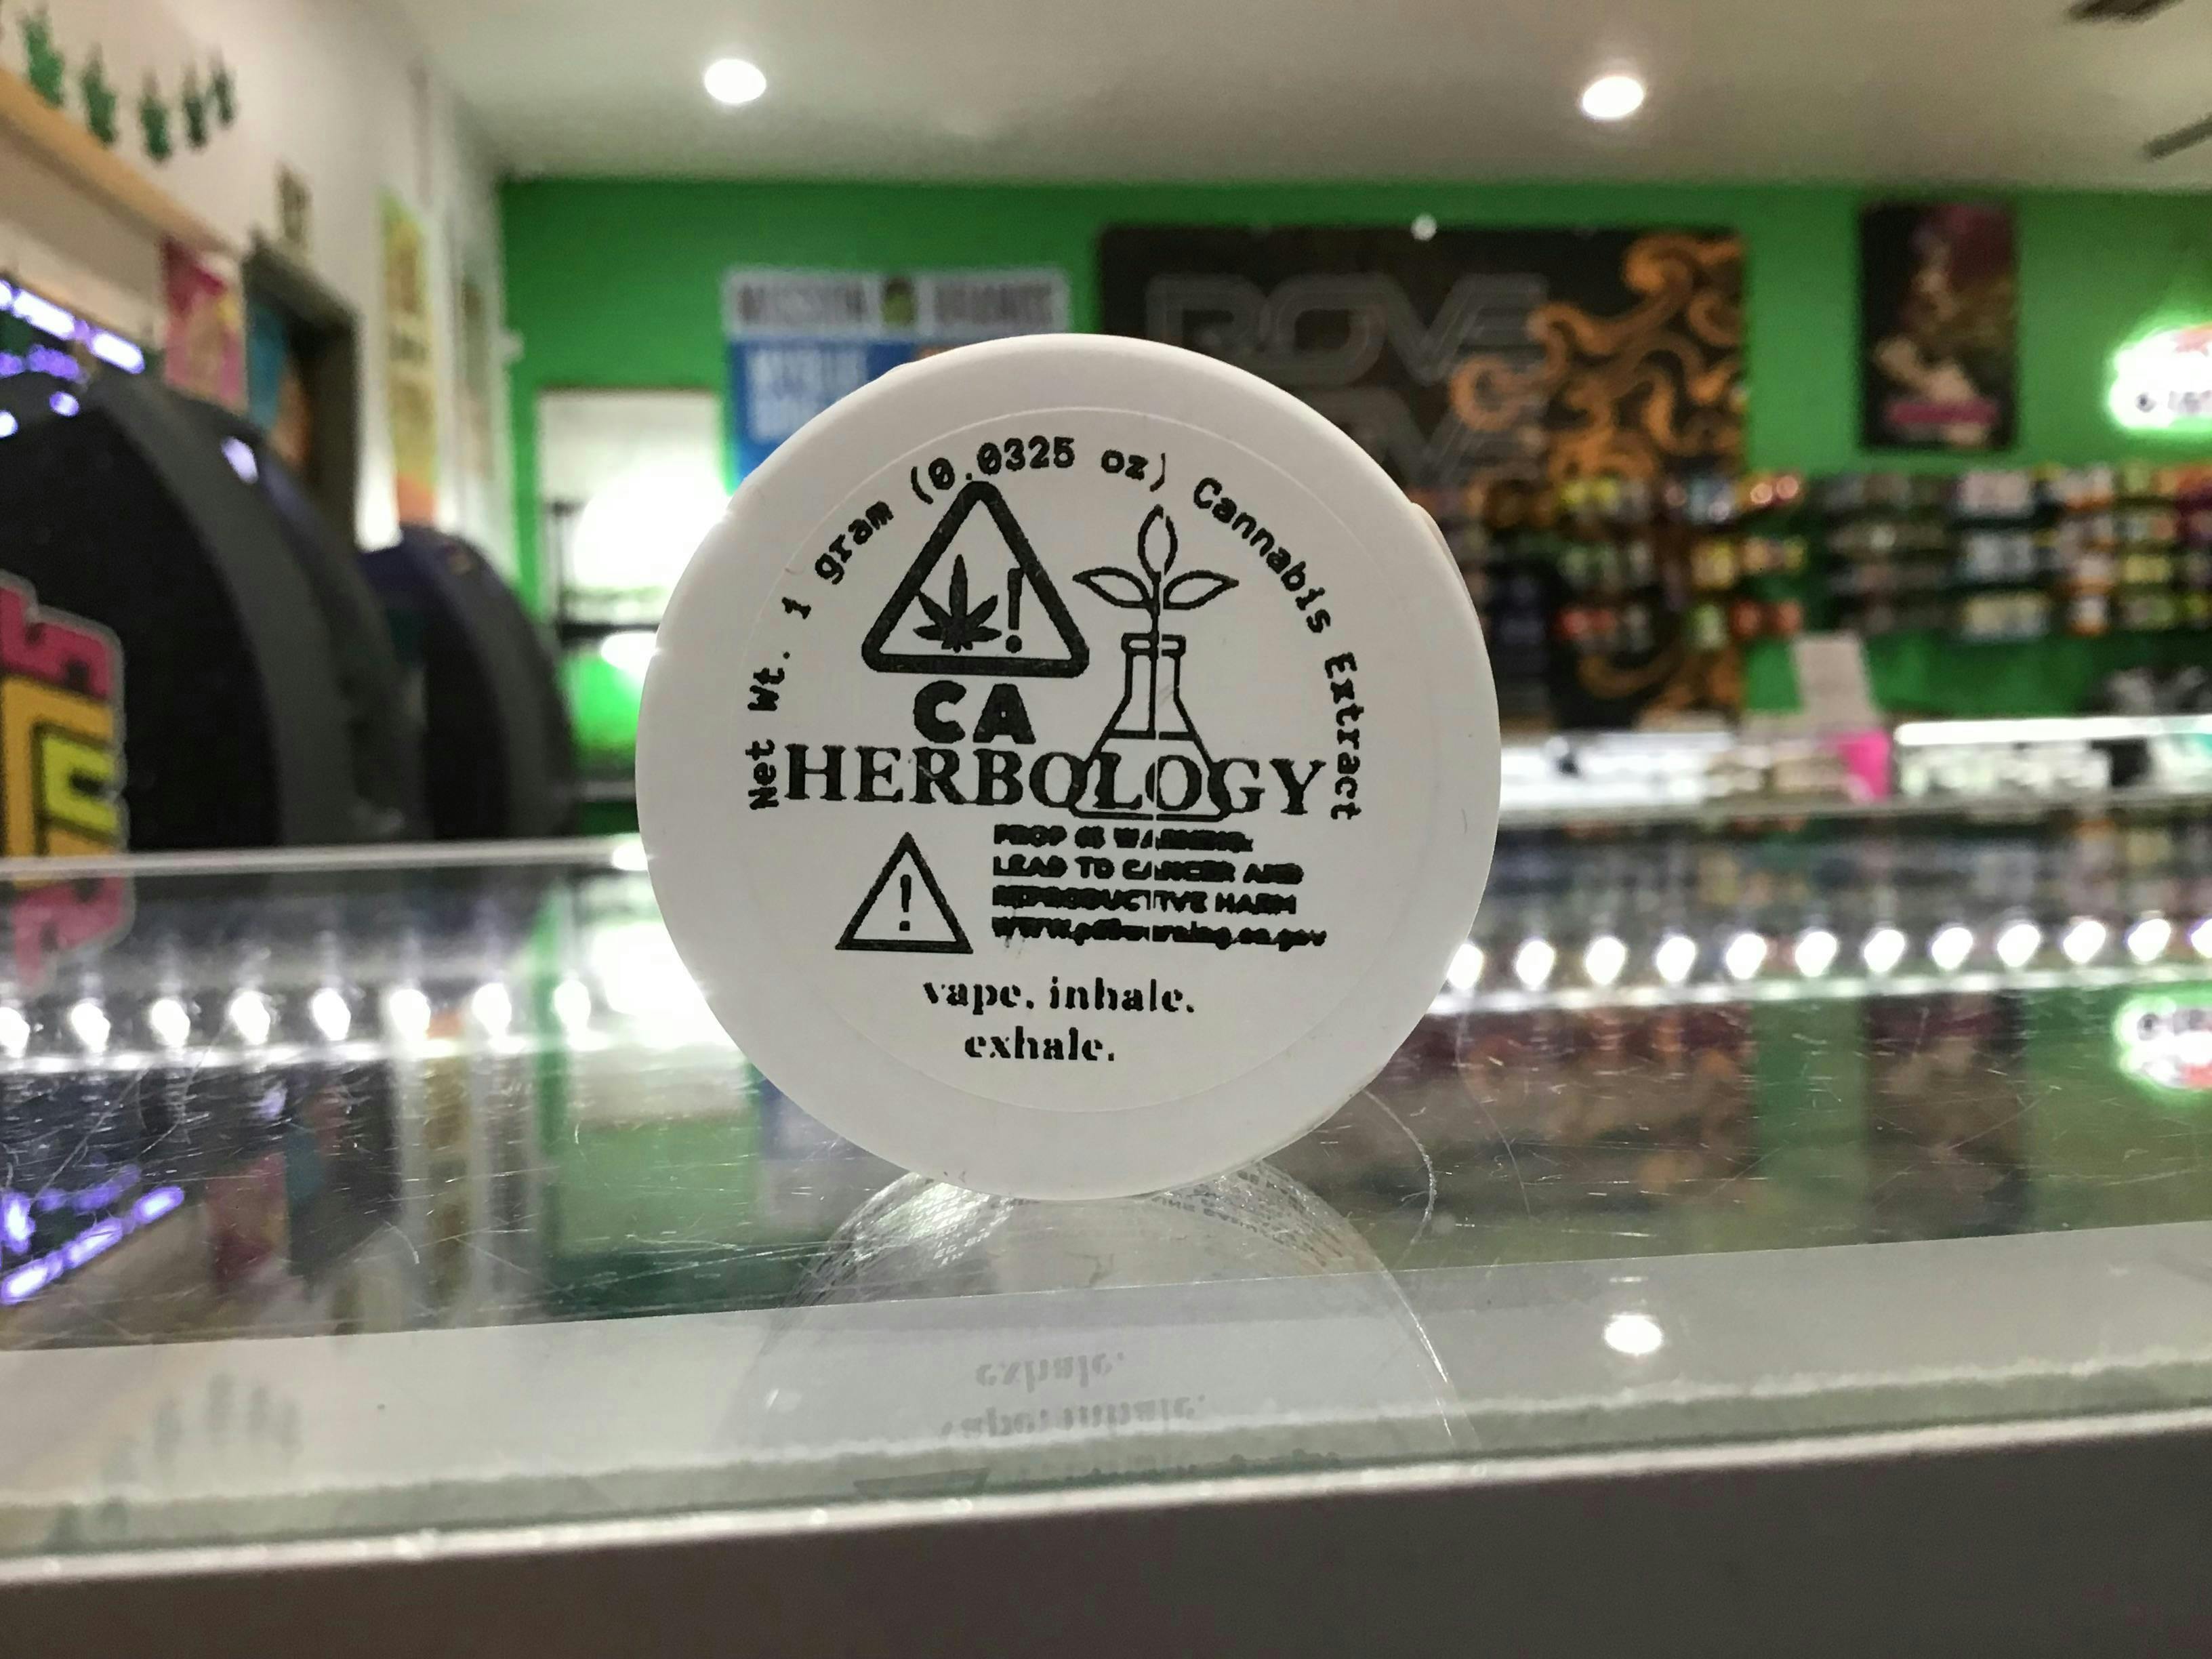 Net Wt. 1 gram (0.0325 oz) Cannabis Extract
CA
HERBOLOGY
PROP 65 WARNING:
LEAD TO CANCER AND
REPRODUCTIVE HARM
vape. inhale.
exhale.
ROVE